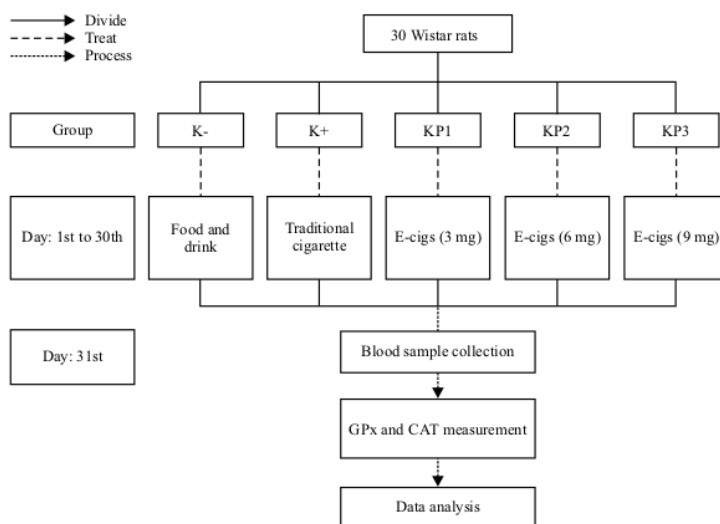 Divide
Treat
Process
30 Wistar rats
Group
K-
K+
KP1
KP2
KP3
Day: 1st to 30th
Food and
drink
Traditional
cigarette
E-cigs (3 mg)
E-cigs (6 mg)
E-cigs (9 mg)
Day: 31st
Blood sample collection
GPx and CAT measurement
Data analysis